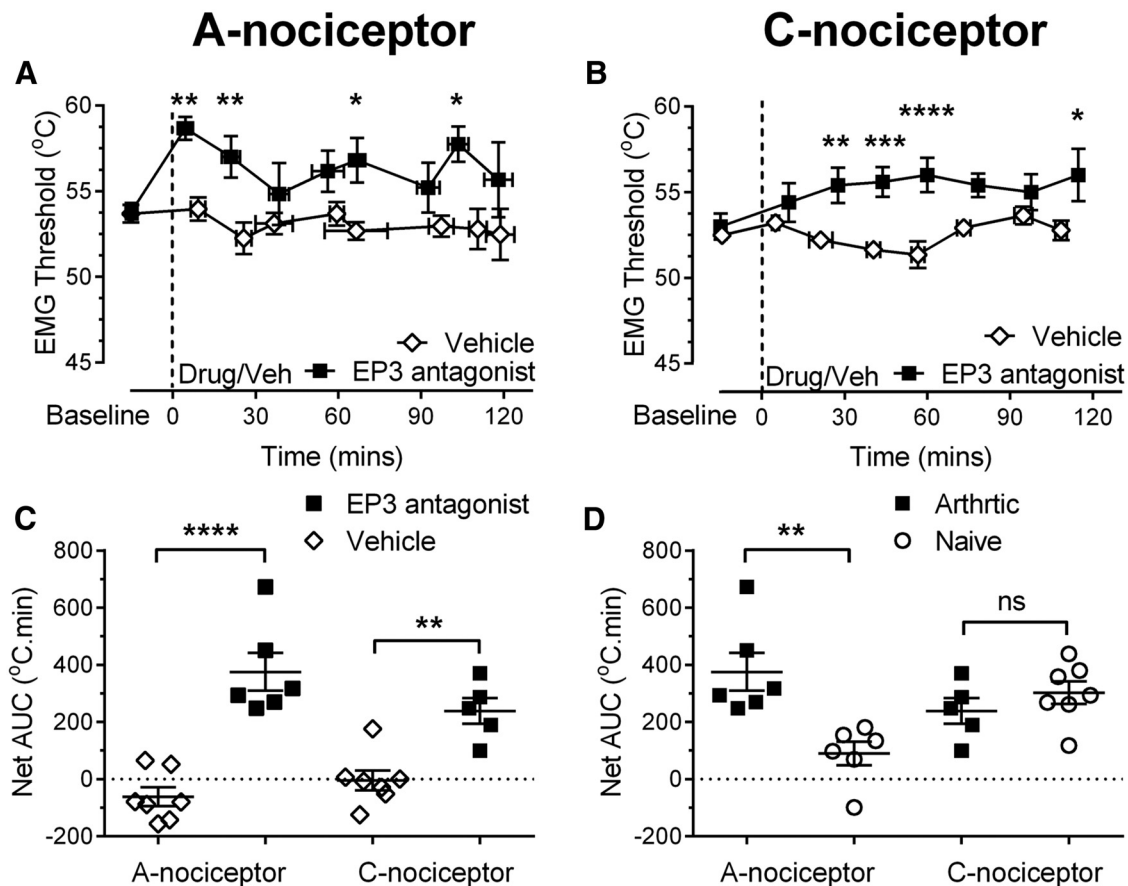 A-nociceptor
C-nociceptor
A
** ** * *
60
55
50
45
EMG Threshold (°C)
Vehicle
Drug/Veh EP3 antagonist
Baseline 0 30 60 90 120
Time (mins)
B
** *** **** *
60
55
50
45
EMG Threshold (°C)
Vehicle
Drug/Veh EP3 antagonist
Baseline 0 30 60 90 120
Time (mins)
C
EP3 antagonist
Vehicle
****
**
800
600
400
200
0
-200
Net AUC (°C.min)
A-nociceptor C-nociceptor
D
Arthrtic
Naive
**
ns
800
600
400
200
0
-200
Net AUC (°C.min)
A-nociceptor C-nociceptor